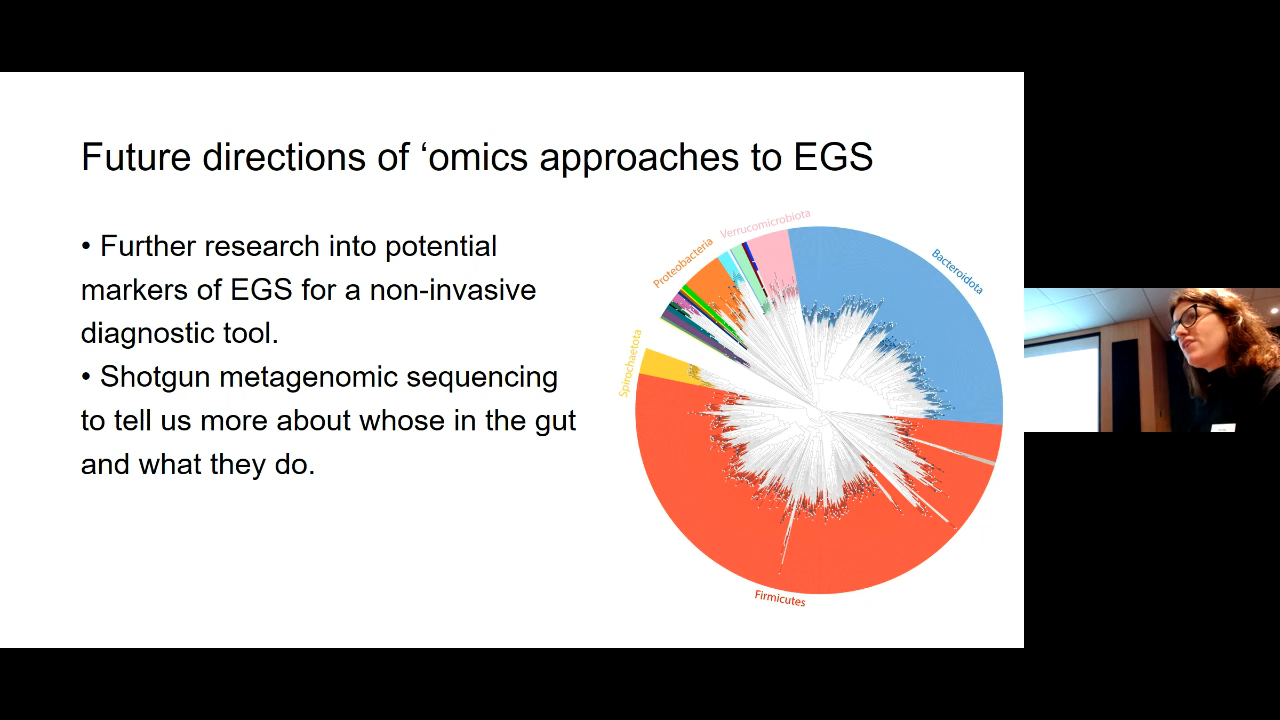 Future directions of ‘omics approaches to EGS
• Further research into potential
markers of EGS for a non-invasive
diagnostic tool.
• Shotgun metagenomic sequencing
to tell us more about whose in the gut
and what they do.
Verrucomicrobiota
Proteobacteria
Bacteroidota
Spirochaetota
Firmicutes